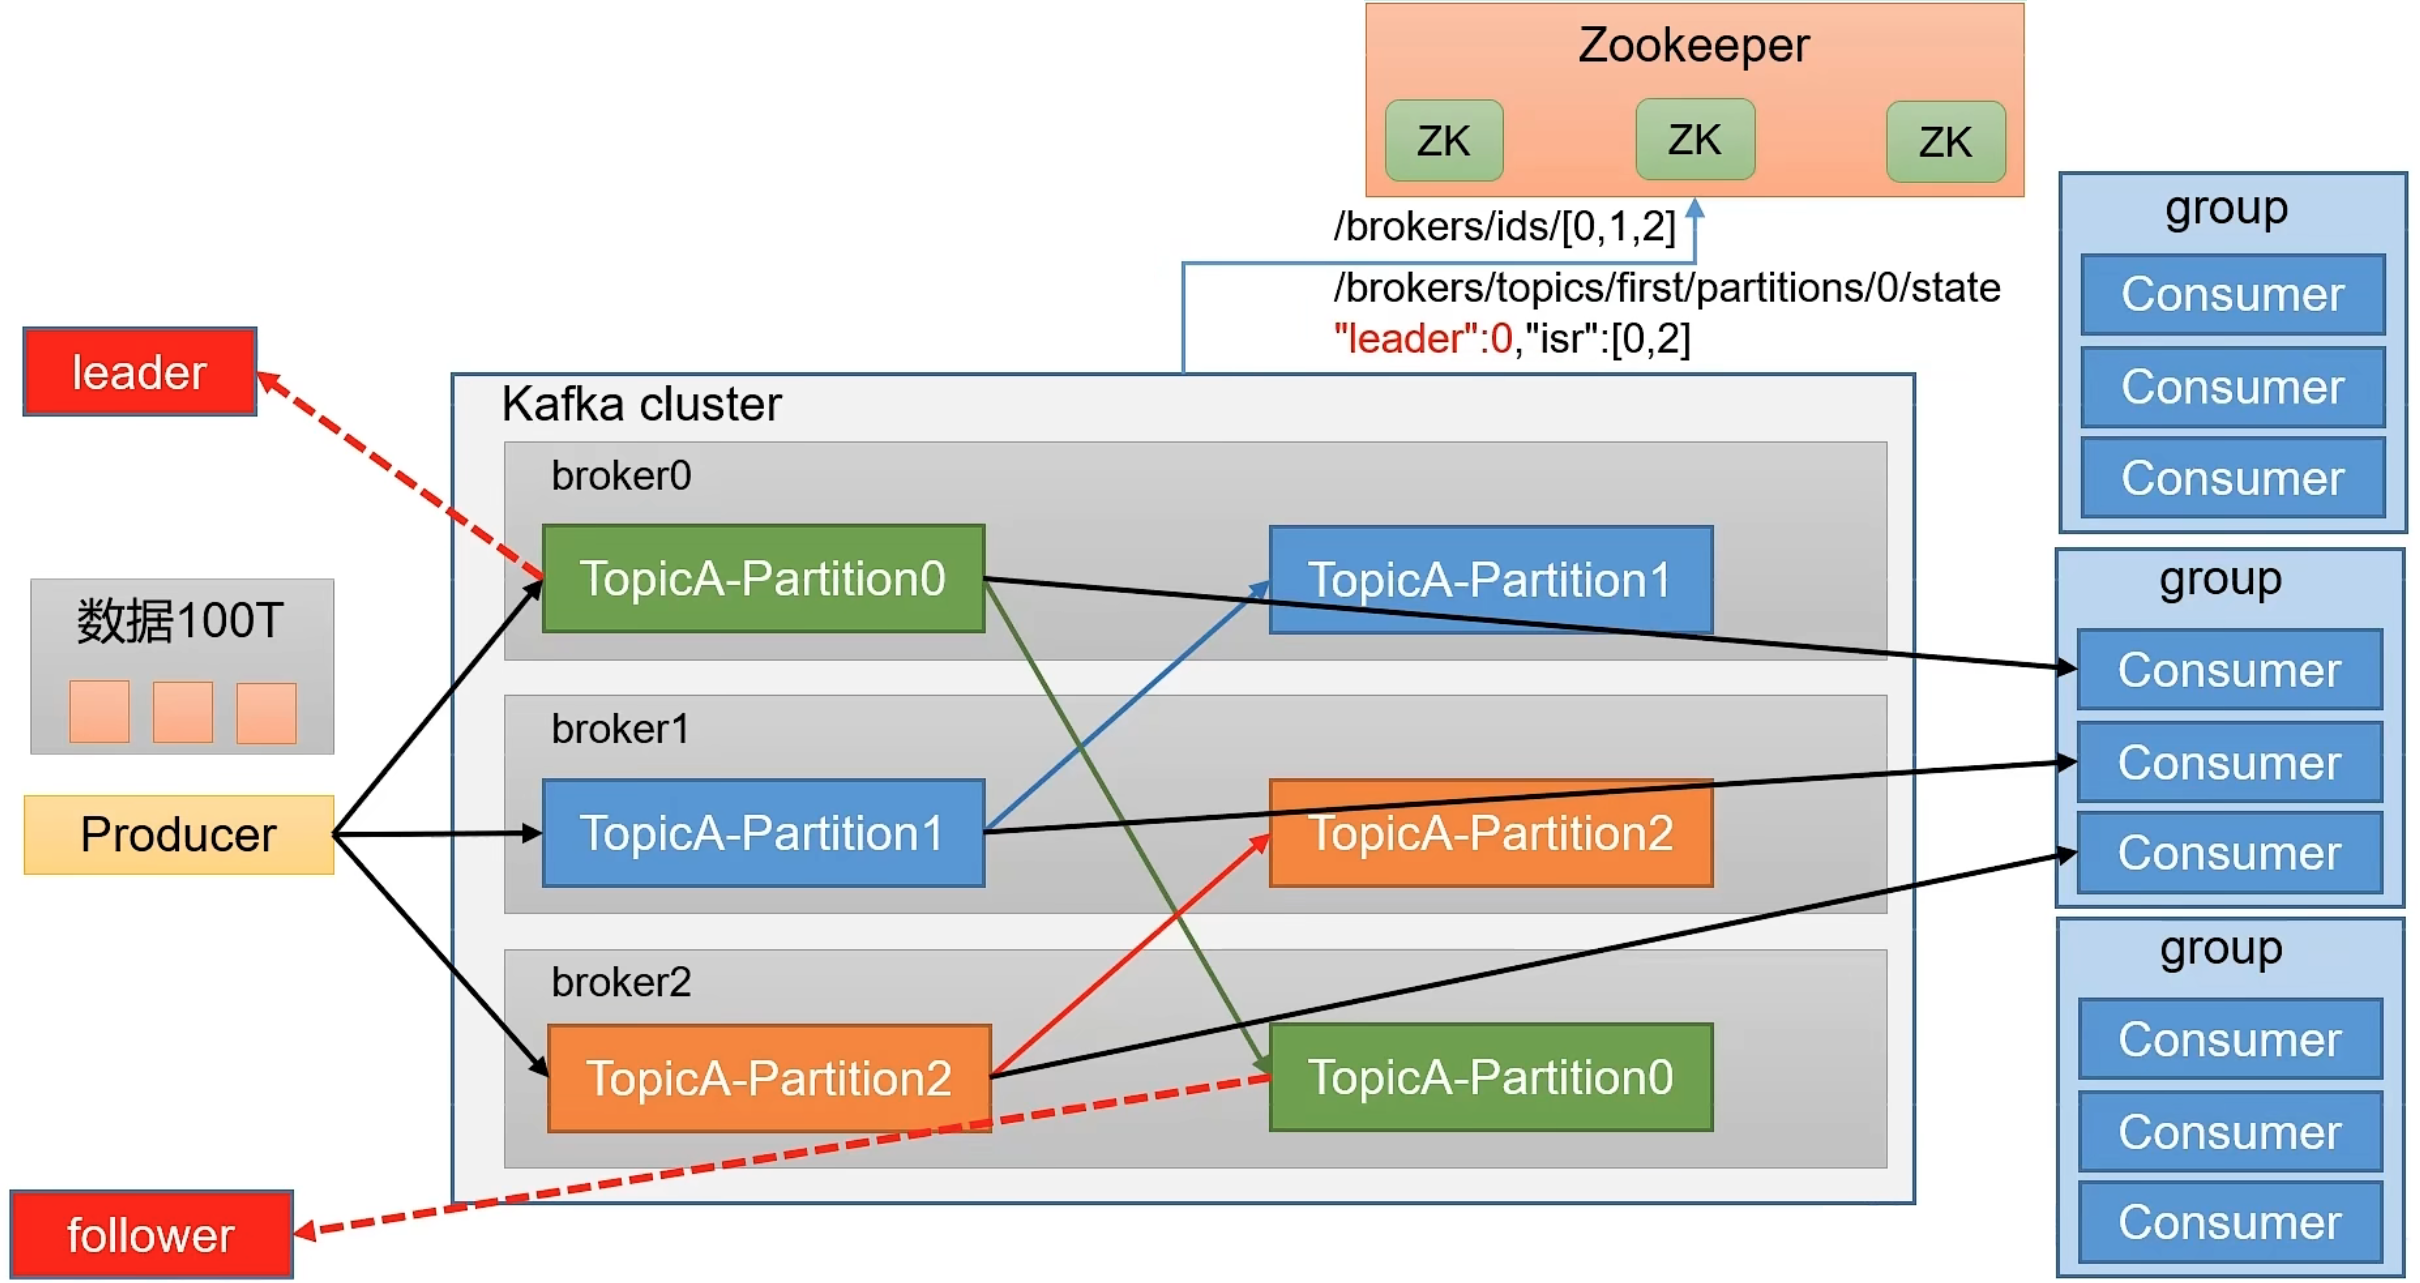 Zookeeper
ZK
ZK
ZK
/brokers/ids/[0,1,2]
/brokers/topics/first/partitions/0/state
"leader":0,"isr":[0,2]
leader
数据100T
Producer
follower
Kafka cluster
broker0
TopicA-Partition0
TopicA-Partition1
broker1
TopicA-Partition1
TopicA-Partition2
broker2
TopicA-Partition2
TopicA-Partition0
group
Consumer
Consumer
Consumer
group
Consumer
Consumer
Consumer
group
Consumer
Consumer
Consumer